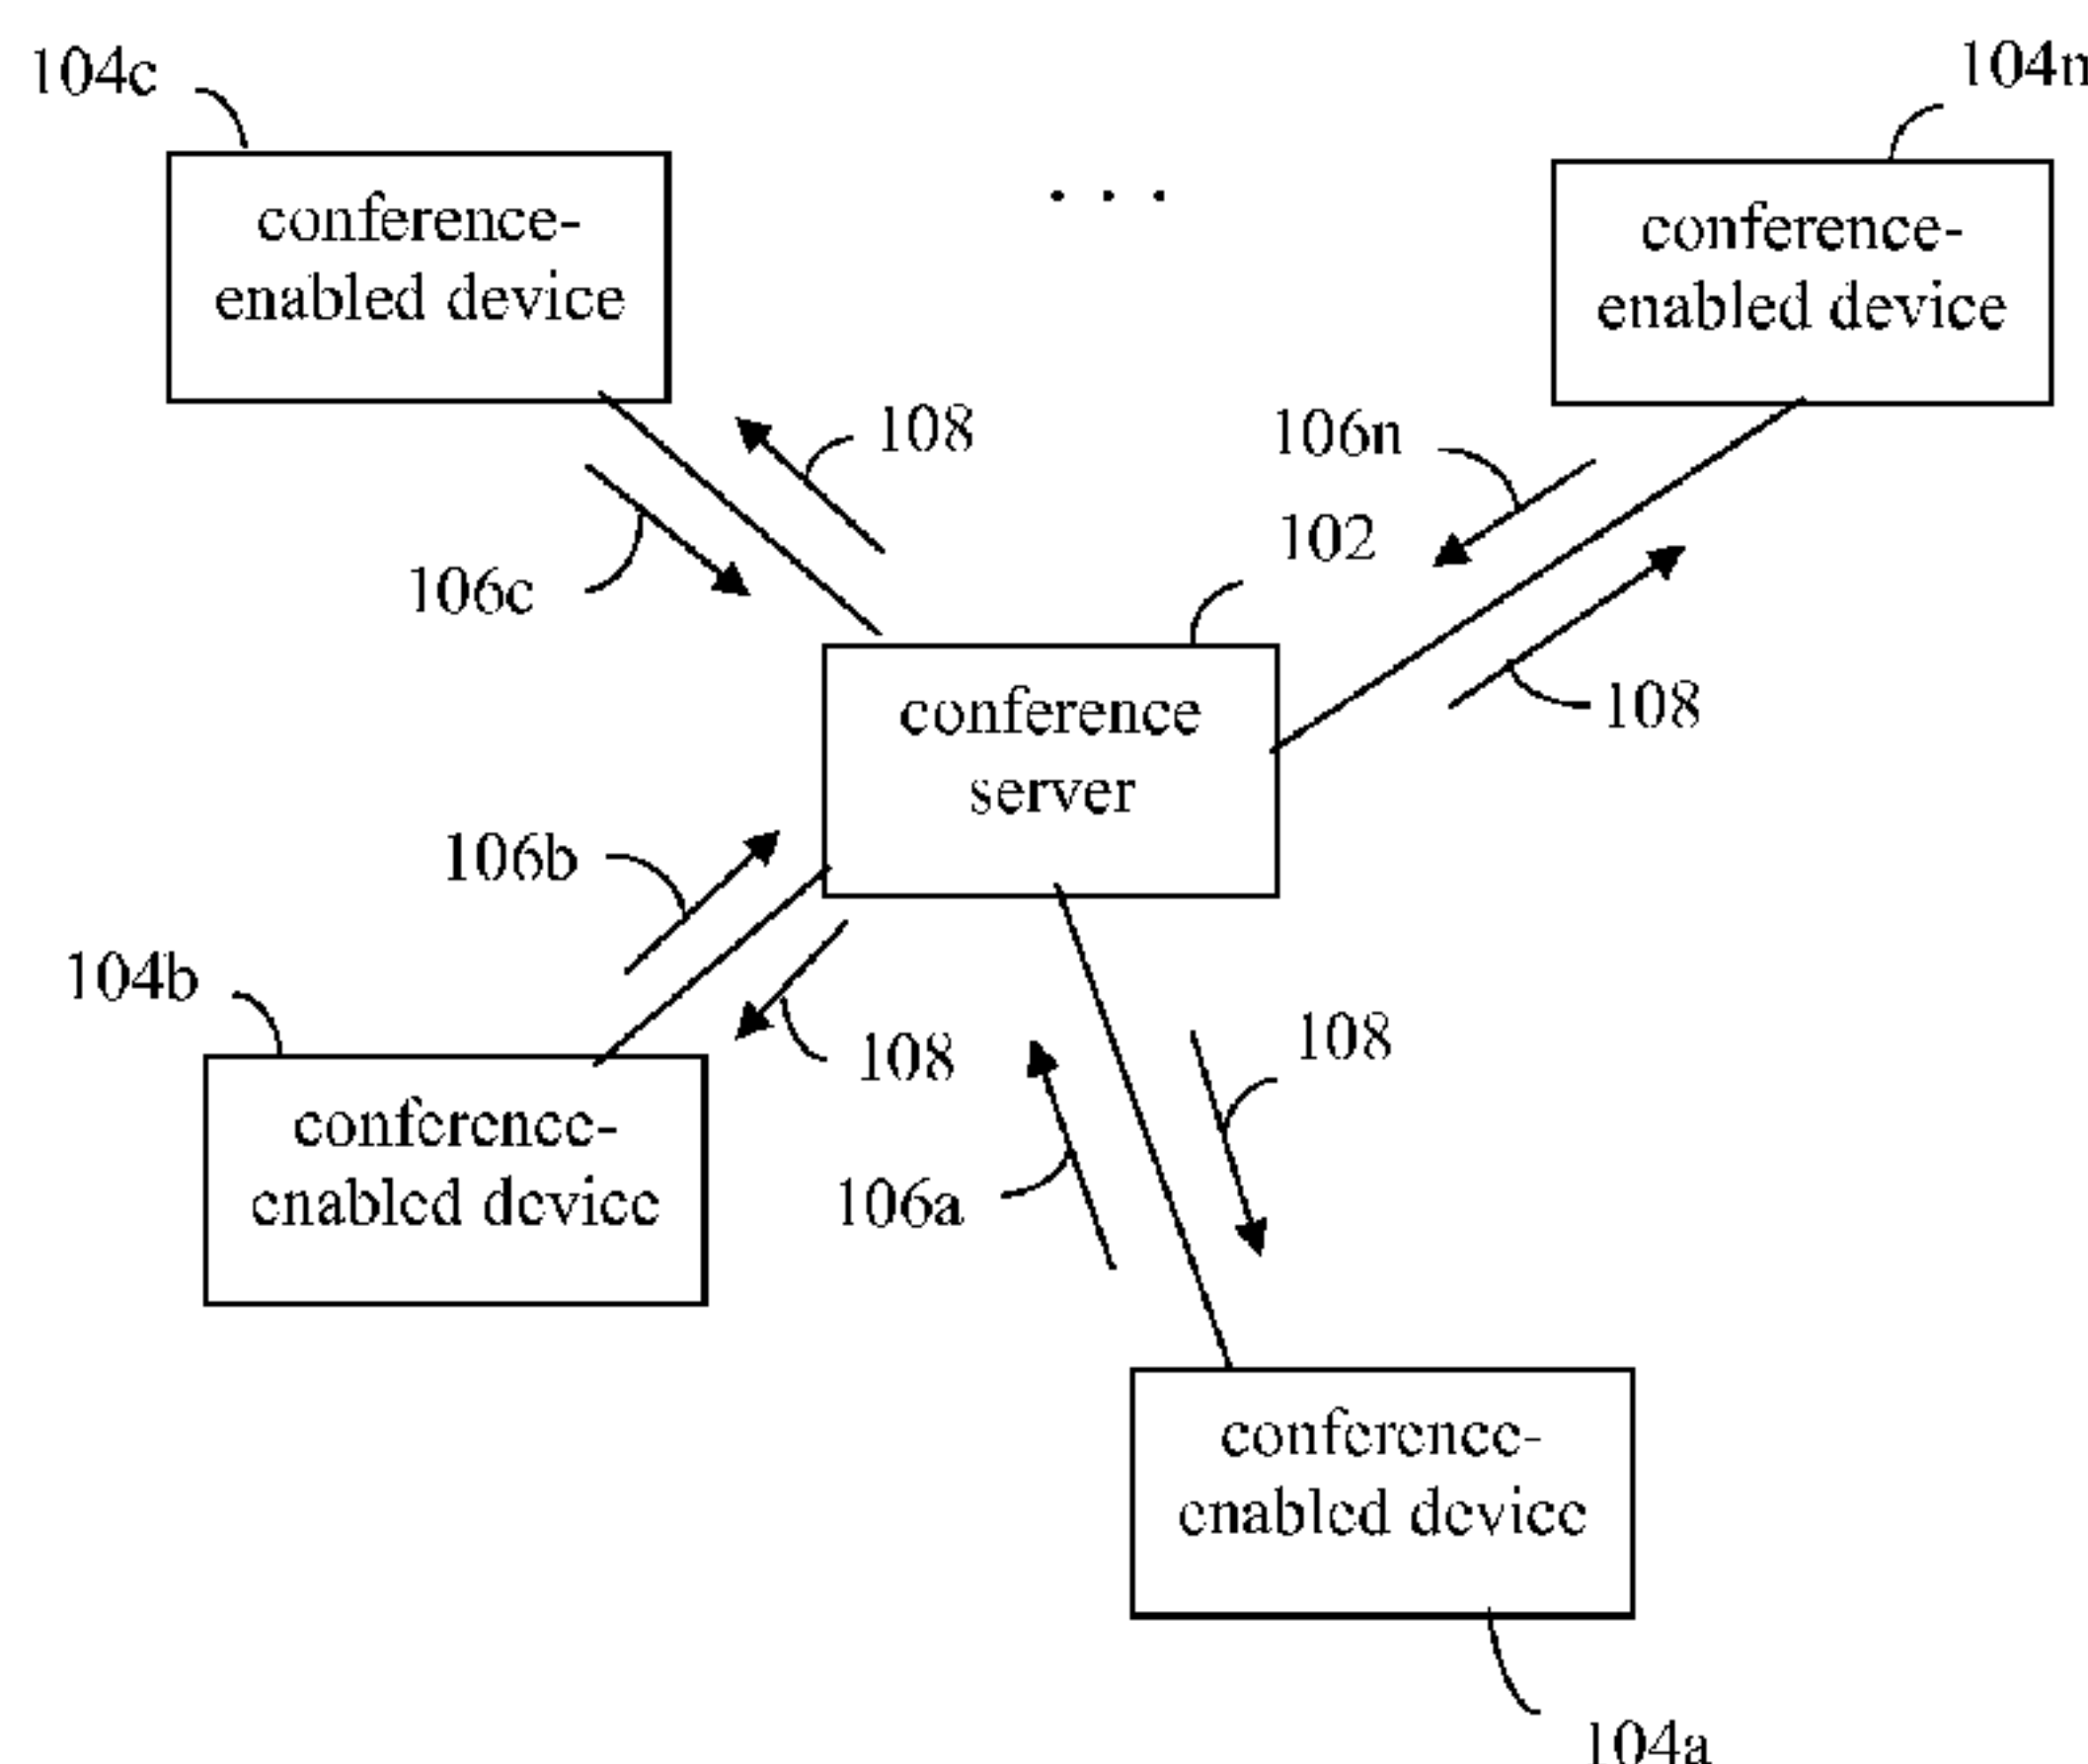 104c
104n
conference-
enabled device
. . .
conference-
enabled device
108
106n
102
106c
108
conference
server
106b
104b
108
108
conference-
enabled device
106a
conference-
enabled device
104a